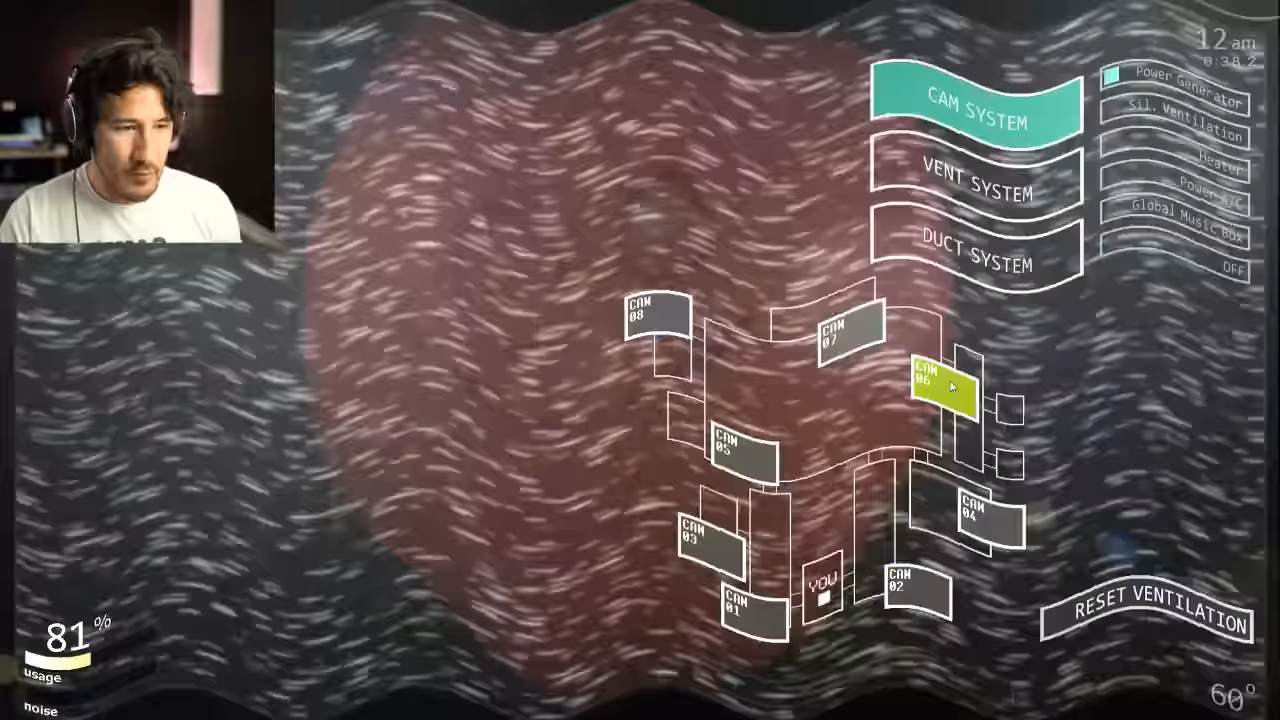 12 am
0:38.2
CAM SYSTEM
VENT SYSTEM
DUCT SYSTEM
Power Generator
Sil. Ventilation
Heater
Power A/C
Global Music Box
OFF
CAM
08
CAM
07
CAM
06
CAM
05
CAM
04
CAM
03
CAM
02
CAM
01
YOU
RESET VENTILATION
81 %
usage
noise
60°